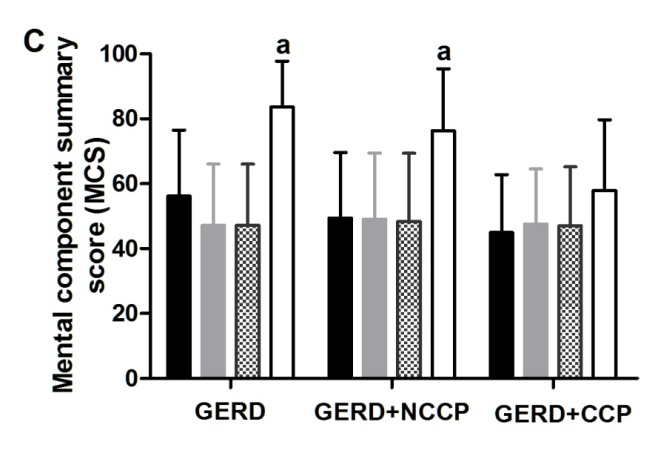 C
Mental component summary
score (MCS)
100
80
60
40
20
0
a
a
GERD
GERD+NCCP
GERD+CCP